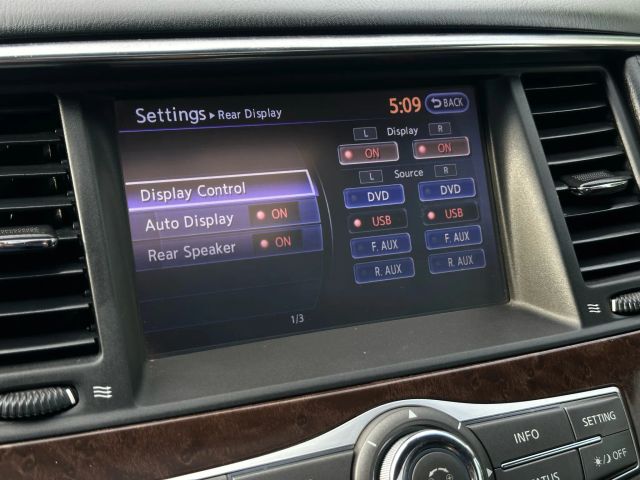 Settings ▸ Rear Display 5:09 BACK
L Display R
ON ON
L Source R
Display Control
DVD DVD
Auto Display ON
USB USB
Rear Speaker ON
F. AUX F. AUX
R. AUX R. AUX
1/3
INFO SETTING
STATUS OFF